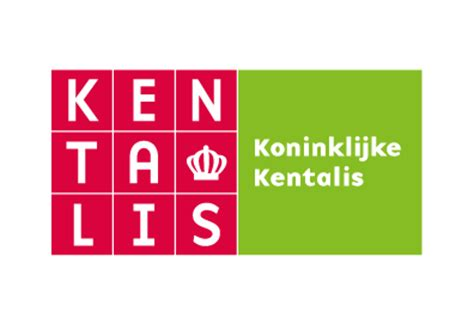 KEN
TA
LIS
Koninklijke
Kentalis